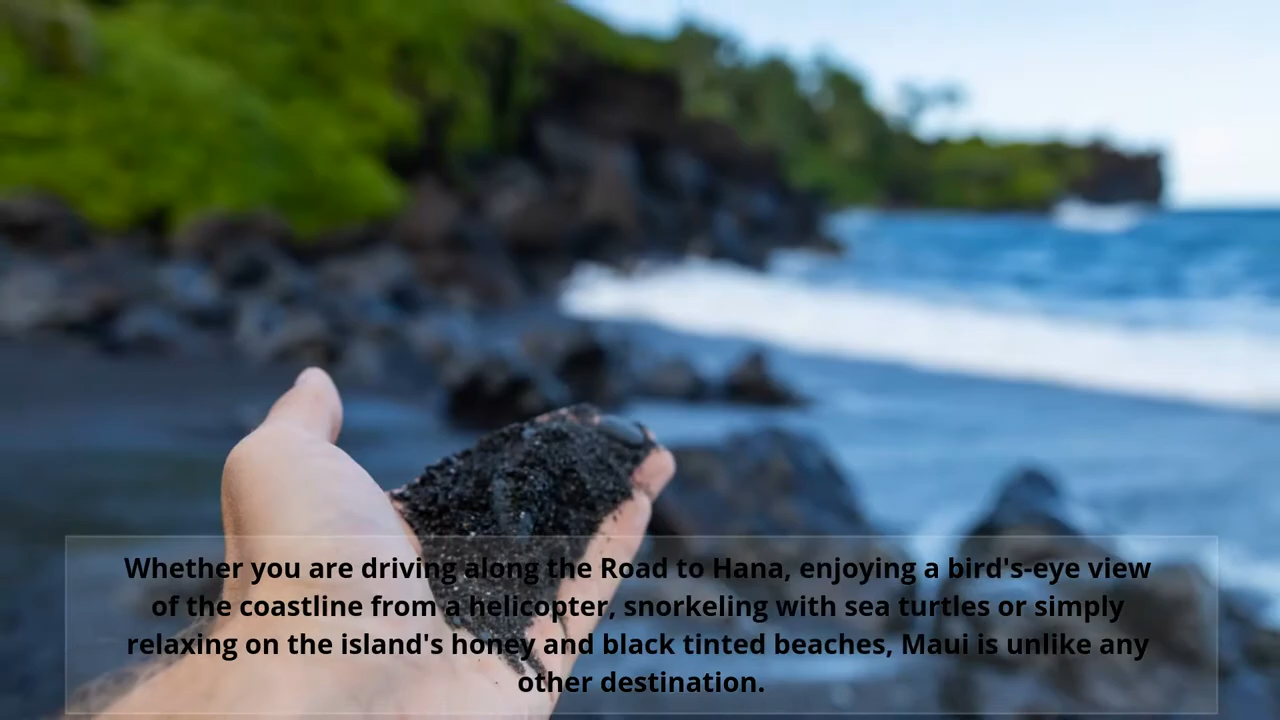 Whether you are driving along the Road to Hana, enjoying a bird's-eye view
of the coastline from a helicopter, snorkeling with sea turtles or simply
relaxing on the island's honey and black tinted beaches, Maui is unlike any
other destination.